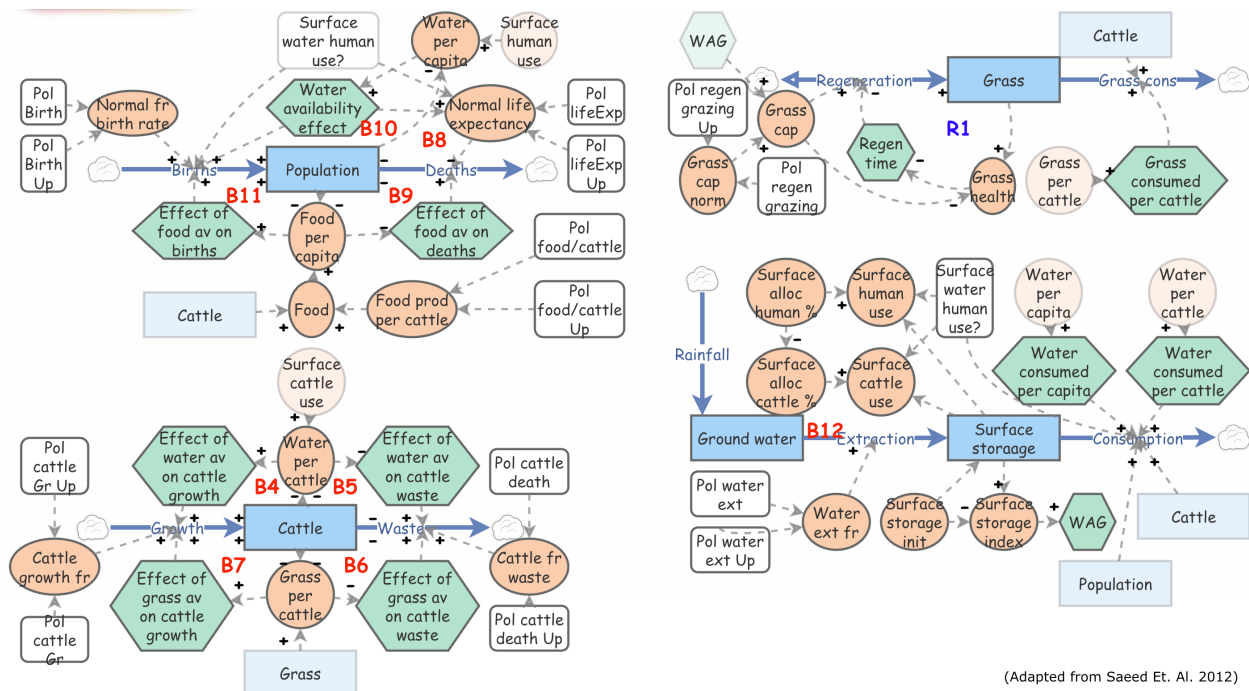 Surface
water human
use?
Water
per
capita
Surface
human
use
Pol
Birth
Normal fr
birth rate
Pol
Birth
Up
Water
availability
effect
B10
B8
Normal life
expectancy
Pol
lifeExp
Pol
lifeExp
Up
Births
Population
Deaths
B11
B9
Effect of
food av on
births
Food
per
capita
Effect of
food av on
deaths
Pol
food/cattle
Cattle
Food
Food prod
per cattle
Pol
food/cattle
Up
WAG
Cattle
Regeneration
Grass
Grass cons
Pol regen
grazing
Up
Grass
cap
R1
Regen
time
Grass
cap
norm
Pol
regen
grazing
Grass
health
Grass
per
cattle
Grass
consumed
per cattle
Surface
cattle
use
Pol
cattle
Gr Up
Effect of
water av
on cattle
growth
Water
per
cattle
Effect of
water av
on cattle
waste
Pol cattle
death
B4
B5
Growth
Cattle
Waste
Cattle
growth fr
B7
B6
Cattle fr
waste
Effect of
grass av
on cattle
growth
Grass
per
cattle
Effect of
grass av
on cattle
waste
Pol
cattle
Gr
Pol cattle
death Up
Grass
Surface
alloc
human %
Surface
human
use
Surface
water
human
use?
Water
per
capita
Water
per
cattle
Rainfall
Surface
alloc
cattle %
Surface
cattle
use
Water
consumed
per capita
Water
consumed
per cattle
Ground water
B12
Extraction
Surface
storaage
Consumption
Pol water
ext
Pol water
ext Up
Water
ext fr
Surface
storage
init
Surface
storage
index
WAG
Cattle
Population
(Adapted from Saeed Et. Al. 2012)